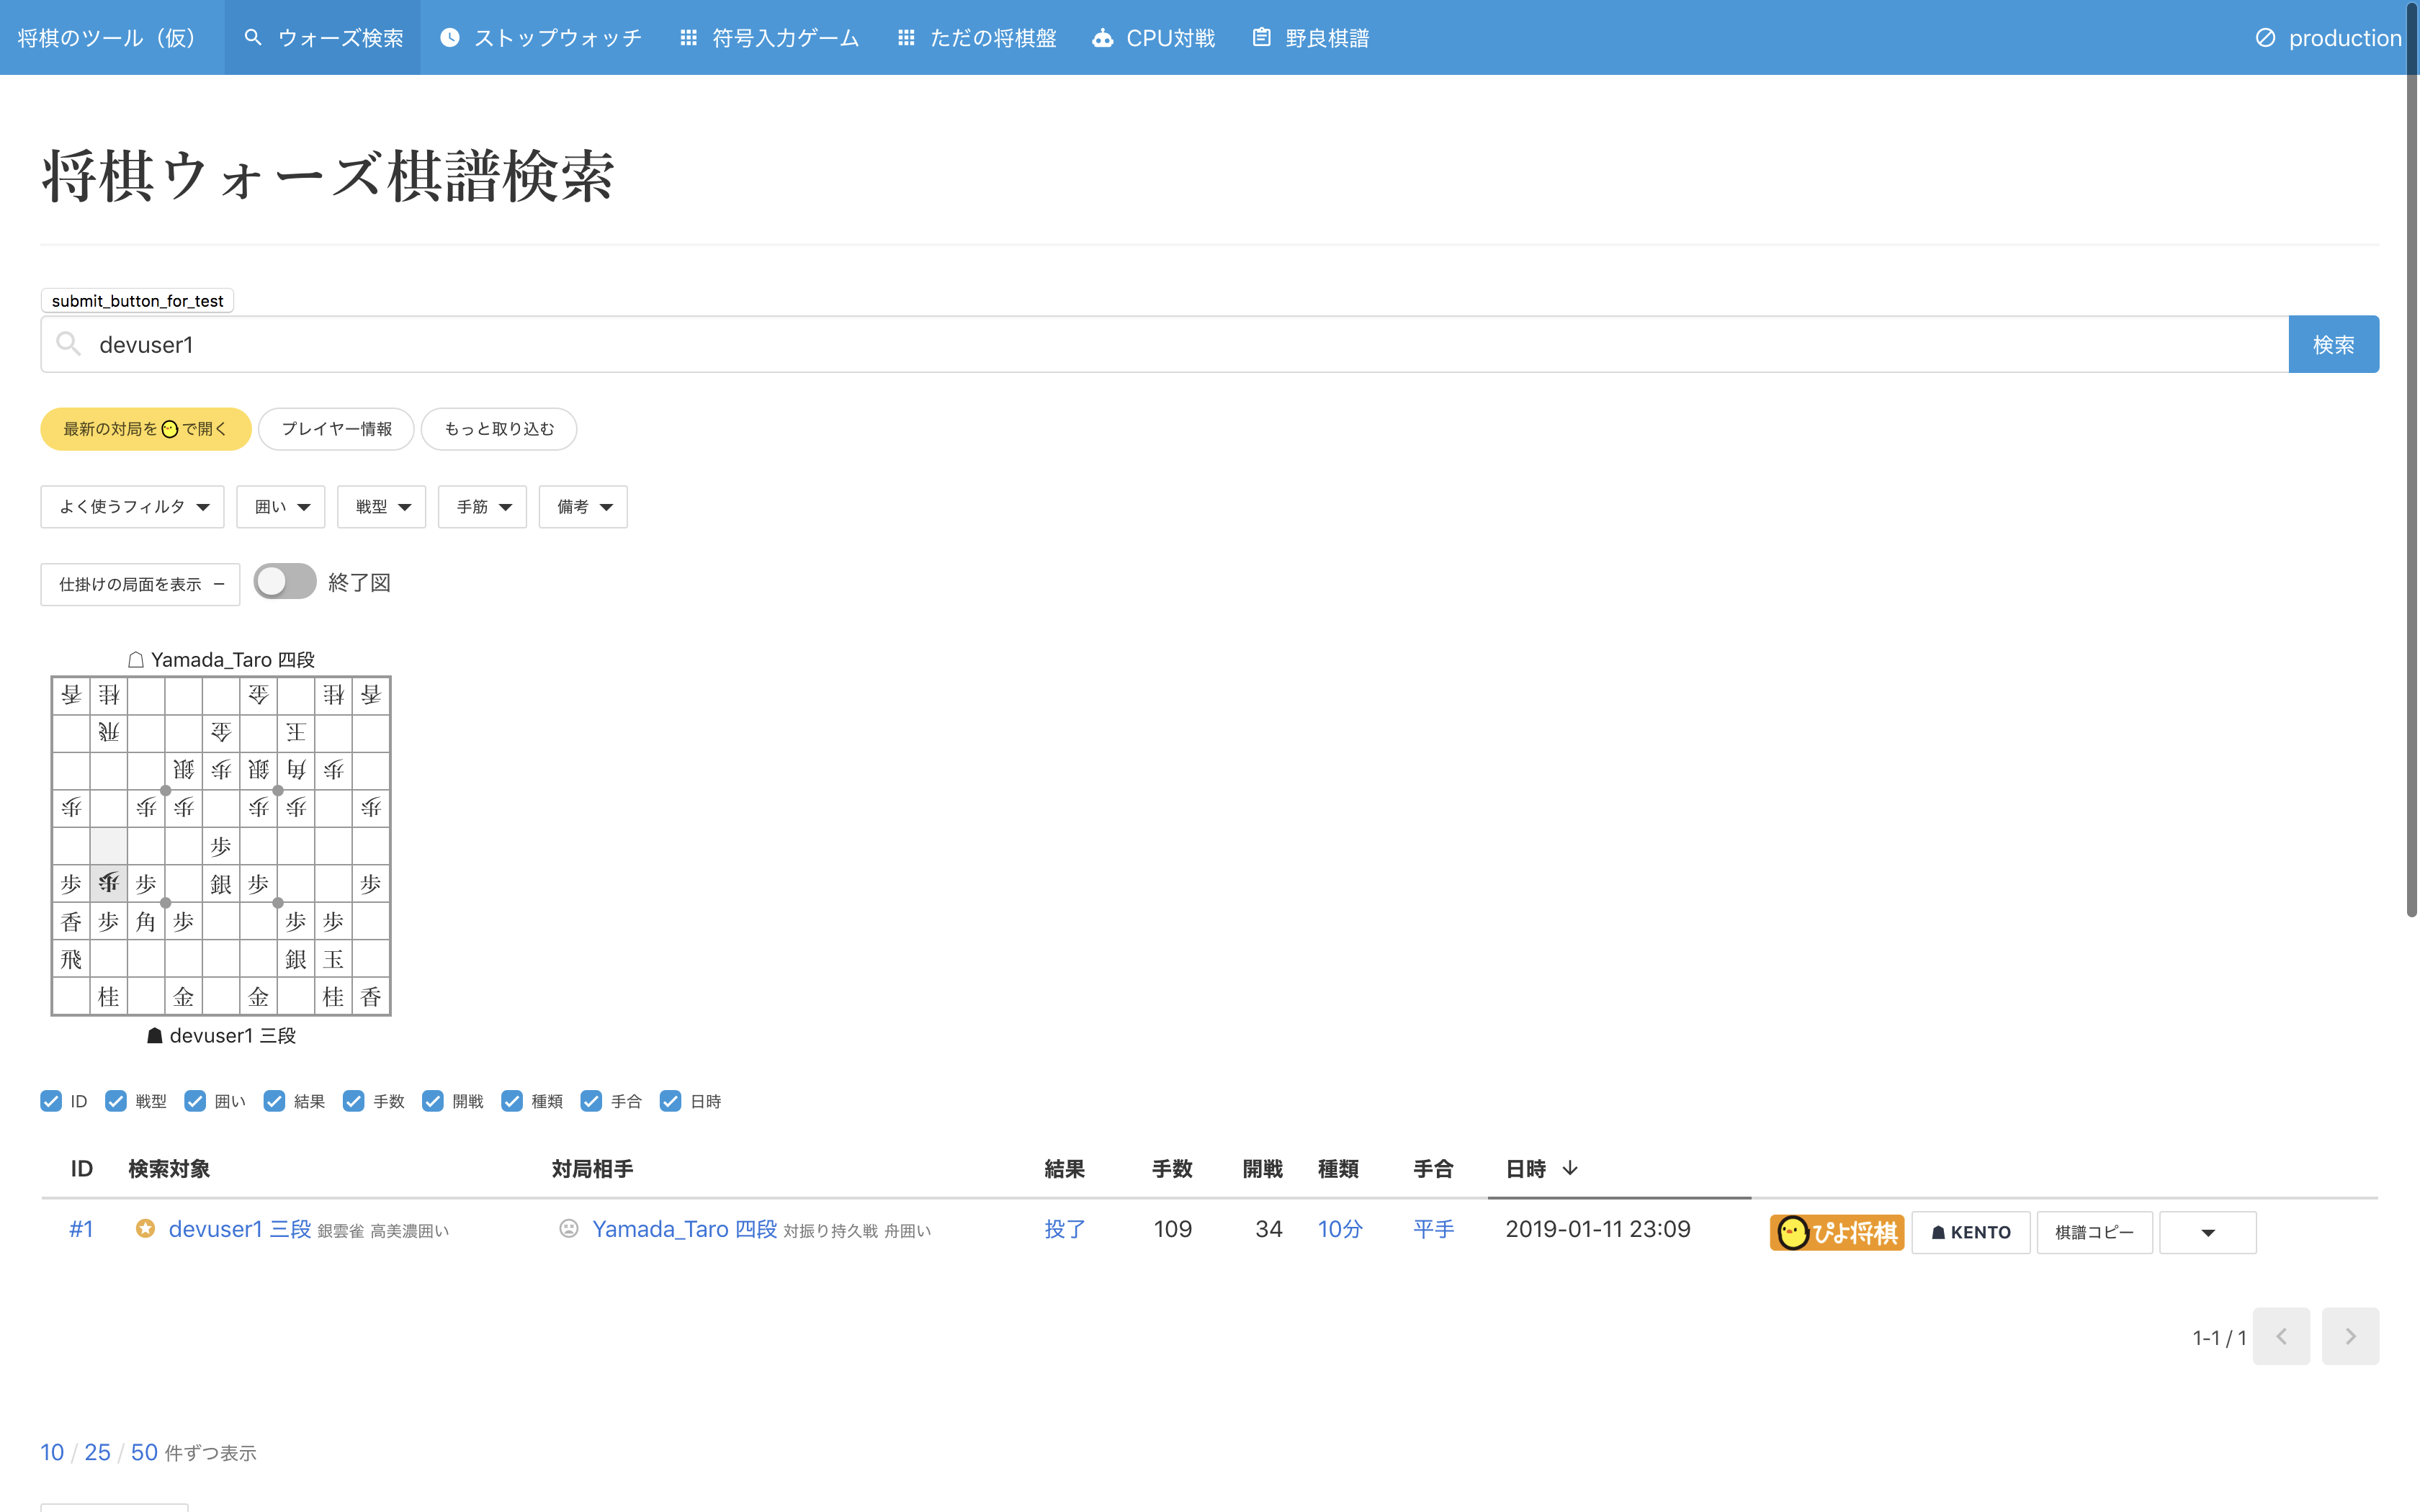 将棋のツール（仮） ウォーズ検索 ストップウォッチ 符号入力ゲーム ただの将棋盤 CPU対戦 野良棋譜 production
将棋ウォーズ棋譜検索
submit_button_for_test
devuser1 検索
最新の対局を で開く プレイヤー情報 もっと取り込む
よく使うフィルタ 囲い 戦型 手筋 備考
仕掛けの局面を表示 終了図
☖ Yamada_Taro 四段
香 桂 金 桂 香
飛 金 玉
銀 歩 銀 角 歩
歩 歩 歩 歩 歩 歩
歩
歩 歩 歩 銀 歩 歩
香 歩 角 歩 歩 歩
飛 銀 玉
桂 金 金 桂 香
☗ devuser1 三段
ID 戦型 囲い 結果 手数 開戦 種類 手合 日時
ID 検索対象 対局相手 結果 手数 開戦 種類 手合 日時
#1 devuser1 三段 銀雲雀 高美濃囲い Yamada_Taro 四段 対振り持久戦 舟囲い 投了 109 34 10分 平手 2019-01-11 23:09 ぴよ将棋 ☗ KENTO 棋譜コピー
1-1 / 1
10 / 25 / 50 件ずつ表示